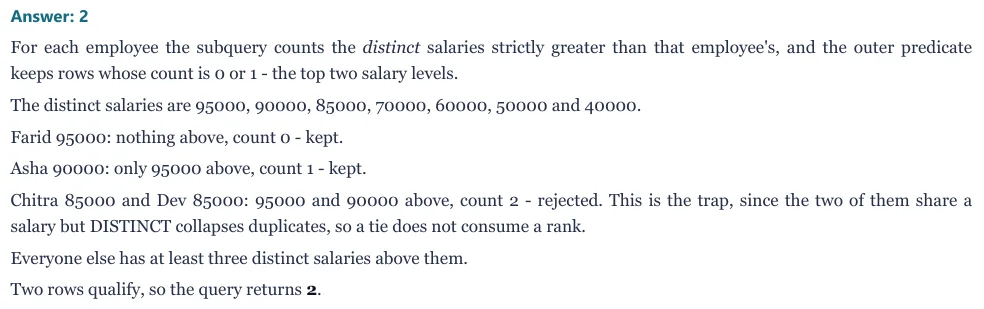 Answer: 2
For each employee the subquery counts the distinct salaries strictly greater than that employee's, and the outer predicate
keeps rows whose count is 0 or 1 - the top two salary levels.
The distinct salaries are 95000, 90000, 85000, 70000, 60000, 50000 and 40000.
Farid 95000: nothing above, count 0 - kept.
Asha 90000: only 95000 above, count 1 - kept.
Chitra 85000 and Dev 85000: 95000 and 90000 above, count 2 - rejected. This is the trap, since the two of them share a
salary but DISTINCT collapses duplicates, so a tie does not consume a rank.
Everyone else has at least three distinct salaries above them.
Two rows qualify, so the query returns 2.